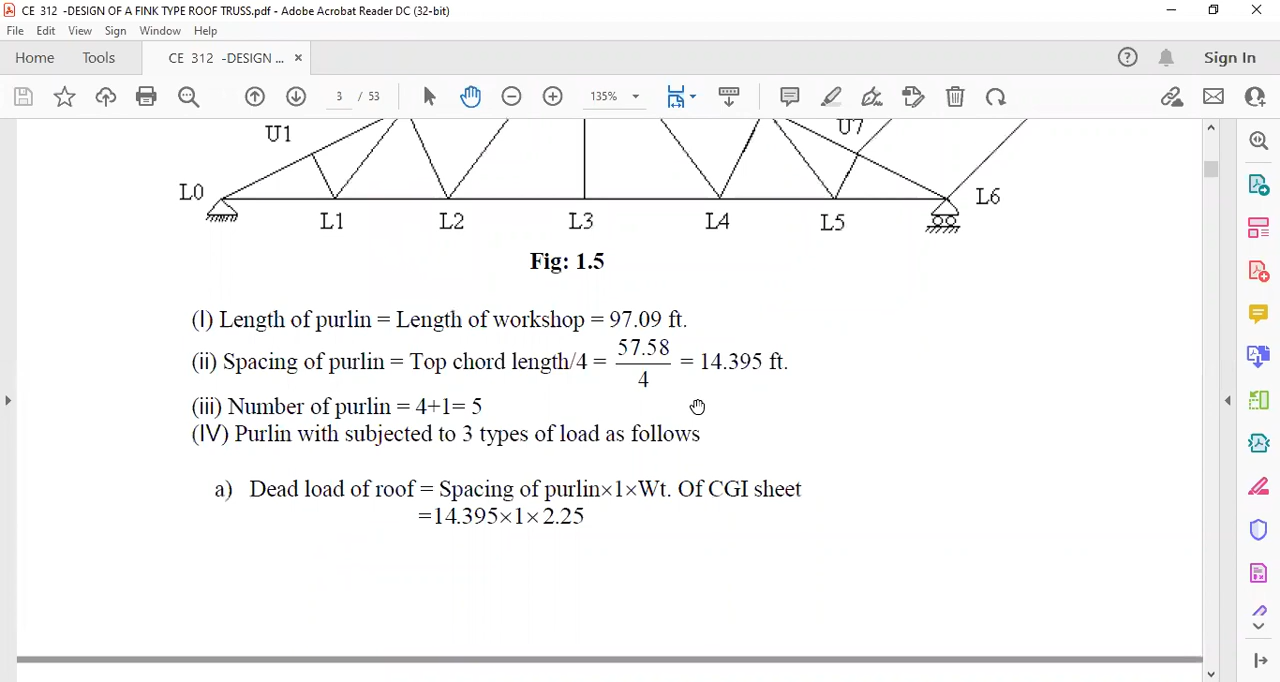 CE 312 -DESIGN OF A FINK TYPE ROOF TRUSS.pdf - Adobe Acrobat Reader DC (32-bit)
File Edit View Sign Window Help
Home Tools CE 312 -DESIGN ... × Sign In
3 / 53 135%
U1 U7
L0 L6
L1 L2 L3 L4 L5
Fig: 1.5
(I) Length of purlin = Length of workshop = 97.09 ft.
(ii) Spacing of purlin = Top chord length/4 = 57.58/4 = 14.395 ft.
(iii) Number of purlin = 4+1= 5
(IV) Purlin with subjected to 3 types of load as follows
a) Dead load of roof = Spacing of purlin×1×Wt. Of CGI sheet
=14.395×1×2.25